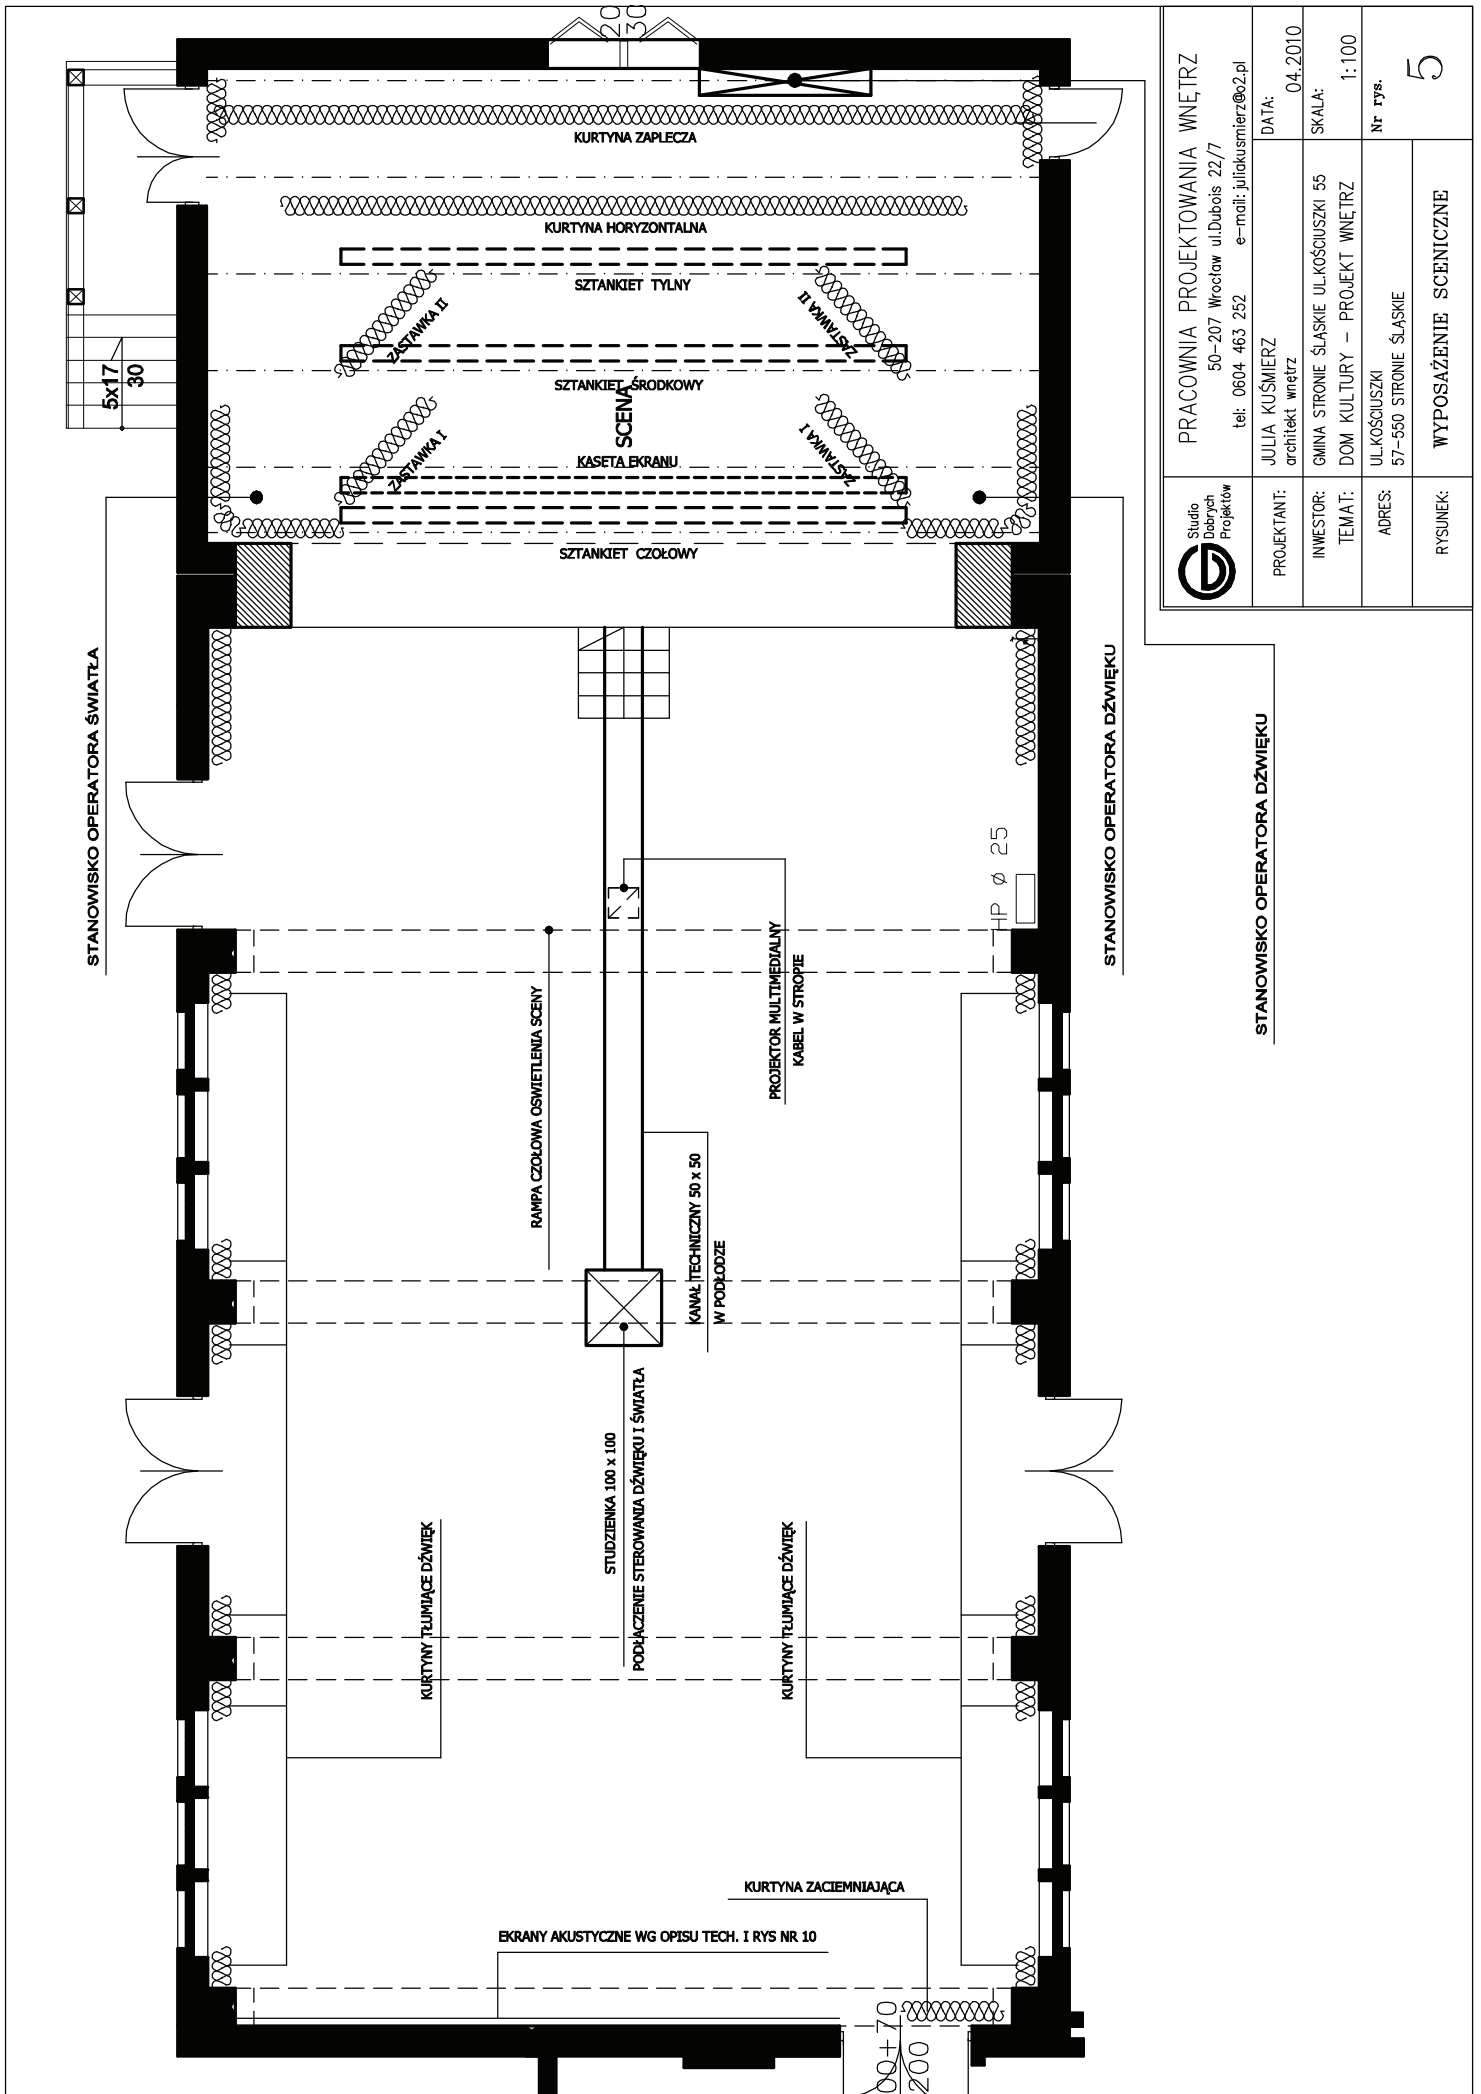 20
30
KURTYNA ZAPLECZA
KURTYNA HORYZONTALNA
SZTANKIET TYLNY
ZASTAWKA II
ZASTAWKA II
5x17
30
SZTANKIET ŚRODKOWY
SCENA
ZASTAWKA I
ZASTAWKA I
KASETA EKRANU
SZTANKIET CZOŁOWY
STANOWISKO OPERATORA ŚWIATŁA
STANOWISKO OPERATORA DŹWIĘKU
STANOWISKO OPERATORA DŹWIĘKU
HP ø 25
RAMPA CZOŁOWA OSWIETLENIA SCENY
PROJEKTOR MULTIMEDIALNY
KABEL W STROPIE
KANAŁ TECHNICZNY 50 x 50
W PODŁODZE
STUDZIENKA 100 x 100
PODŁACZENIE STEROWANIA DŹWIĘKU I ŚWIATŁA
KURTYNY TŁUMIĄCE DŹWIĘK
KURTYNY TŁUMIĄCE DŹWIĘK
KURTYNA ZACIEMNIAJĄCA
EKRANY AKUSTYCZNE WG OPISU TECH. I RYS NR 10
00+70
200
Studio
Dobrych
Projektów
PRACOWNIA PROJEKTOWANIA WNĘTRZ
50-207 Wrocław ul.Dubois 22/7
tel: 0604 463 252 e-mail: juliakusmierz@o2.pl
PROJEKTANT:
JULIA KUŚMIERZ
architekt wnętrz
DATA:
04.2010
INWESTOR:
GMINA STRONIE ŚLĄSKIE UL.KOŚCIUSZKI 55
TEMAT:
DOM KULTURY – PROJEKT WNĘTRZ
SKALA:
1:100
ADRES:
UL.KOŚCIUSZKI
57-550 STRONIE ŚLĄSKIE
Nr rys.
5
RYSUNEK:
WYPOSAŻENIE SCENICZNE